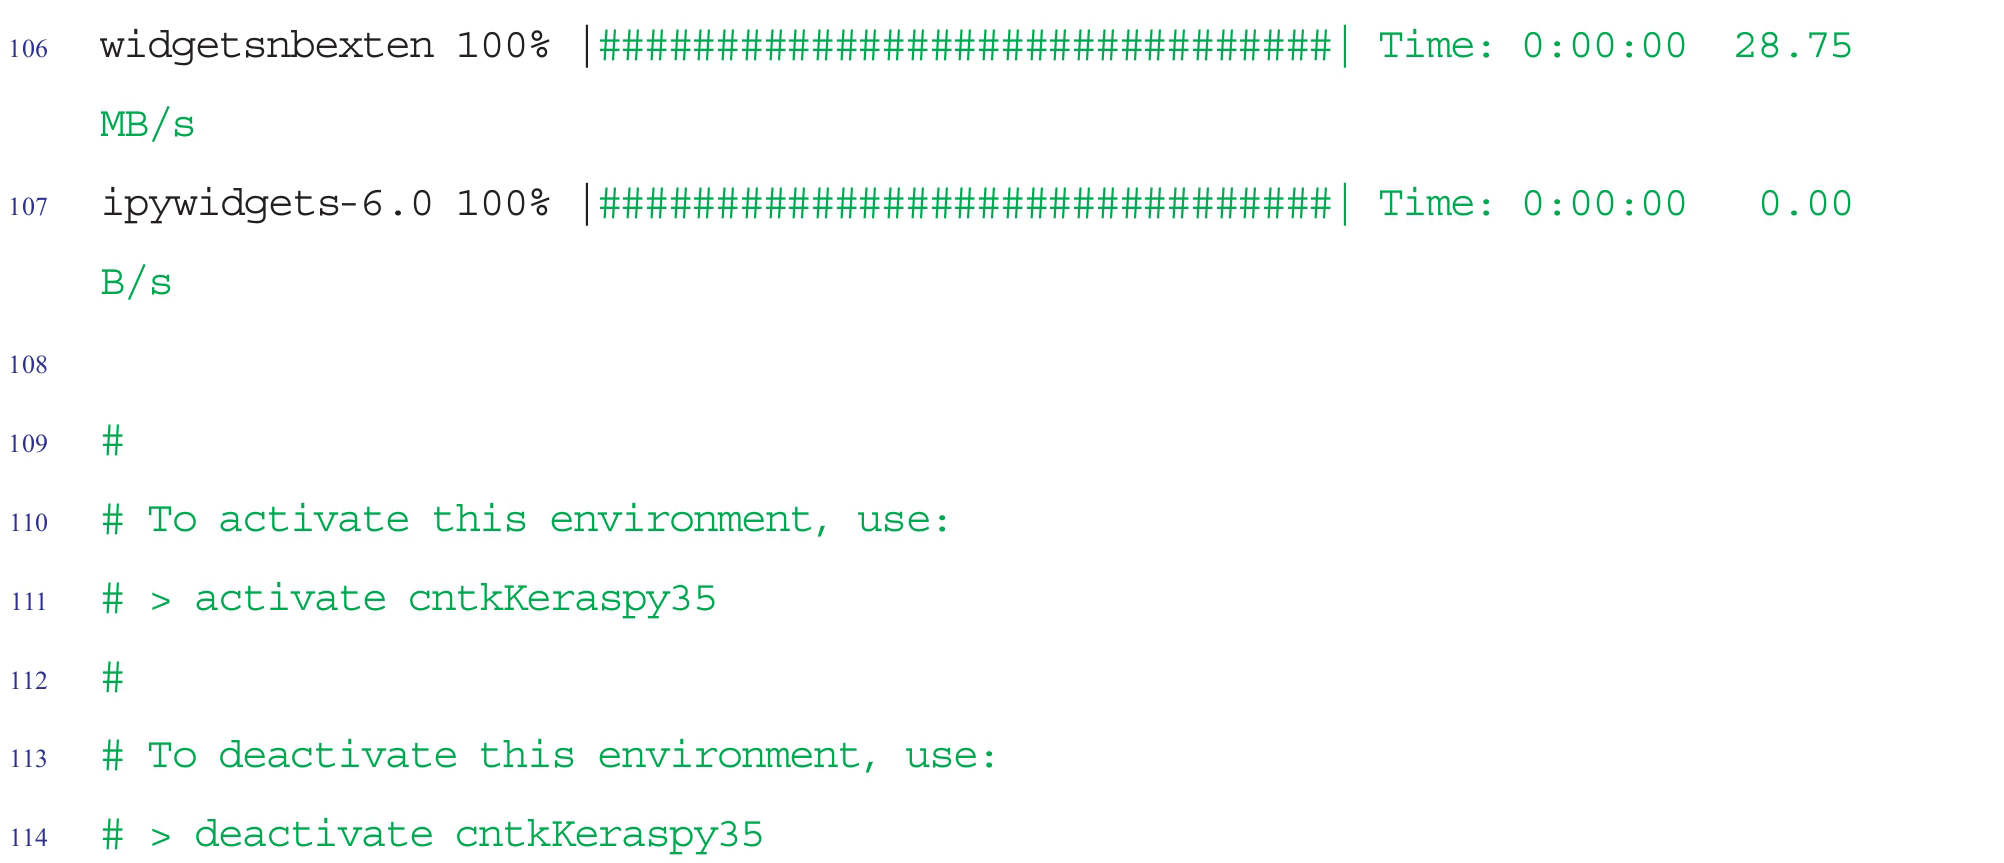 106 widgetsnbexten 100% |###############################| Time: 0:00:00  28.75
MB/s
107 ipywidgets-6.0 100% |###############################| Time: 0:00:00   0.00
B/s
108
109 #
110 # To activate this environment, use:
111 # > activate cntkKeraspy35
112 #
113 # To deactivate this environment, use:
114 # > deactivate cntkKeraspy35